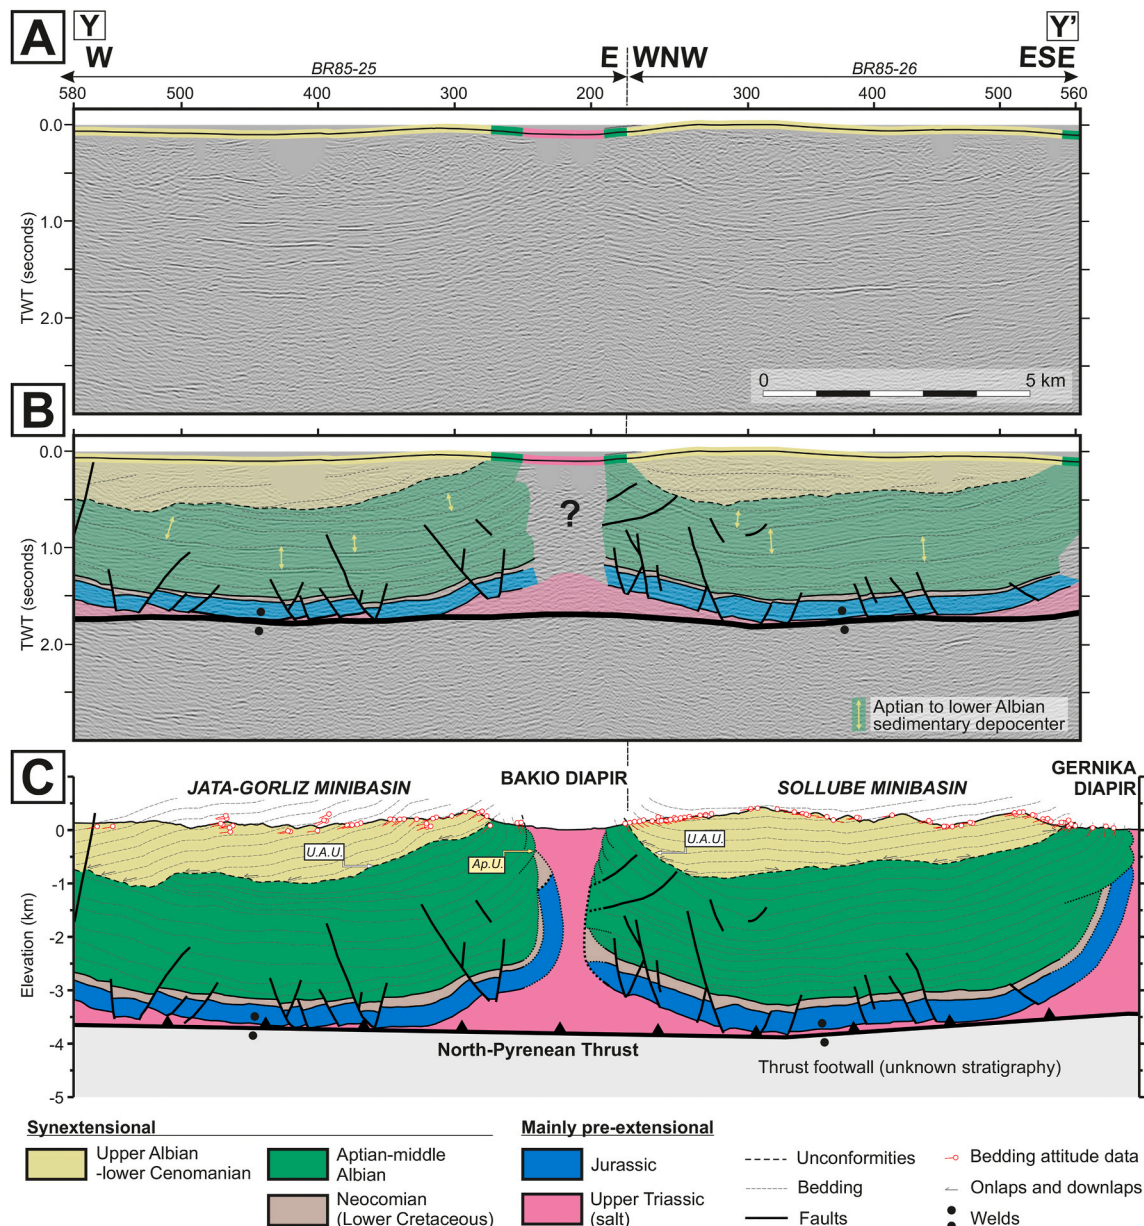 A
Y
Y'
W
E
WNW
ESE
BR85-25
BR85-26
580 500 400 300 200 300 400 500 560
0.0
1.0
2.0
TWT (seconds)
0 5 km
B
0.0
1.0
2.0
TWT (seconds)
?
Aptian to lower Albian
sedimentary depocenter
C
JATA-GORLIZ MINIBASIN
BAKIO DIAPIR
SOLLUBE MINIBASIN
GERNIKA
DIAPIR
0
-1
-2
-3
-4
-5
Elevation (km)
U.A.U.
Ap.U.
U.A.U.
North-Pyrenean Thrust
Thrust footwall (unknown stratigraphy)
Synextensional
Upper Albian
-lower Cenomanian
Aptian-middle
Albian
Neocomian
(Lower Cretaceous)
Mainly pre-extensional
Jurassic
Upper Triassic
(salt)
Unconformities
Bedding
Faults
Bedding attitude data
Onlaps and downlaps
Welds